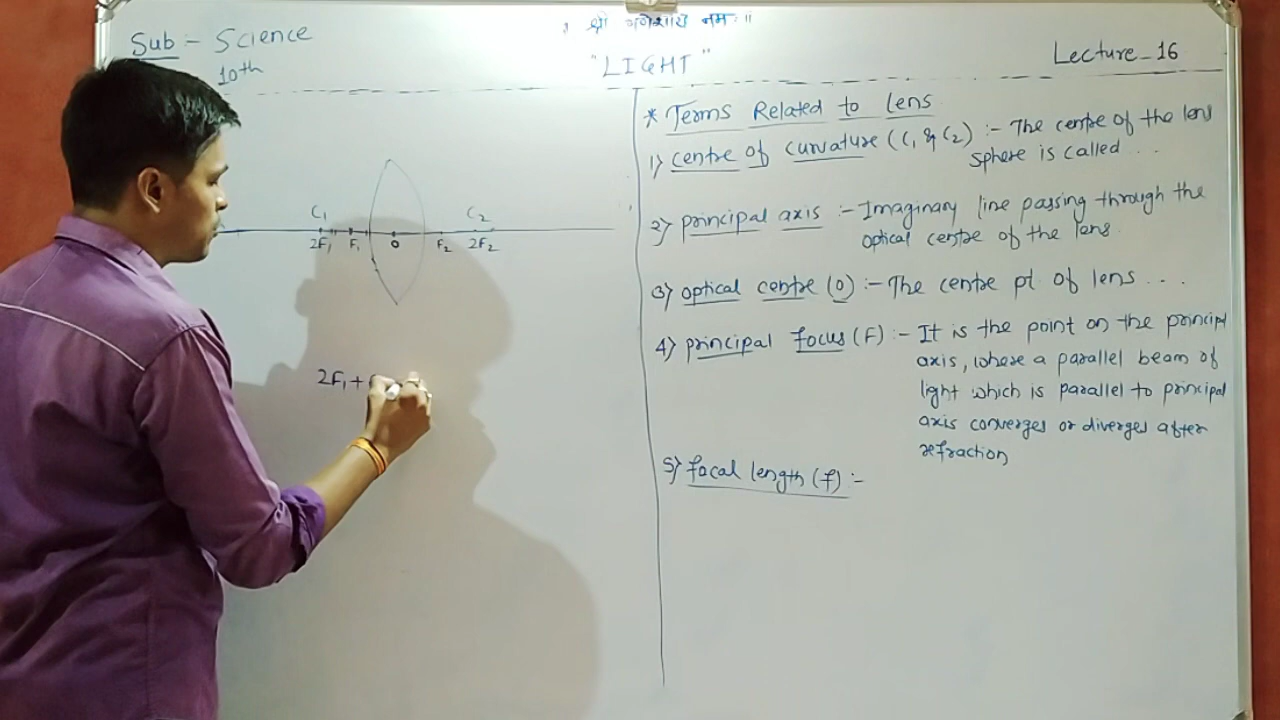 ॥ श्री गणेशाय नमः ॥
Sub :- Science
10th
"LIGHT"
Lecture-16
C1 C2
2F1 F1 O F2 2F2
2F1 +
* Terms Related to lens
1) centre of curvature (C1 & C2) :- The centre of the lens
sphere is called . . .
2) principal axis :- Imaginary line passing through the
optical centre of the lens.
3) optical centre (O) :- The centre pt of lens . . .
4) principal focus (F) :- It is the point on the principal
axis, where a parallel beam of
light which is parallel to principal
axis converges or diverges after
refraction
5) focal length (f) :-